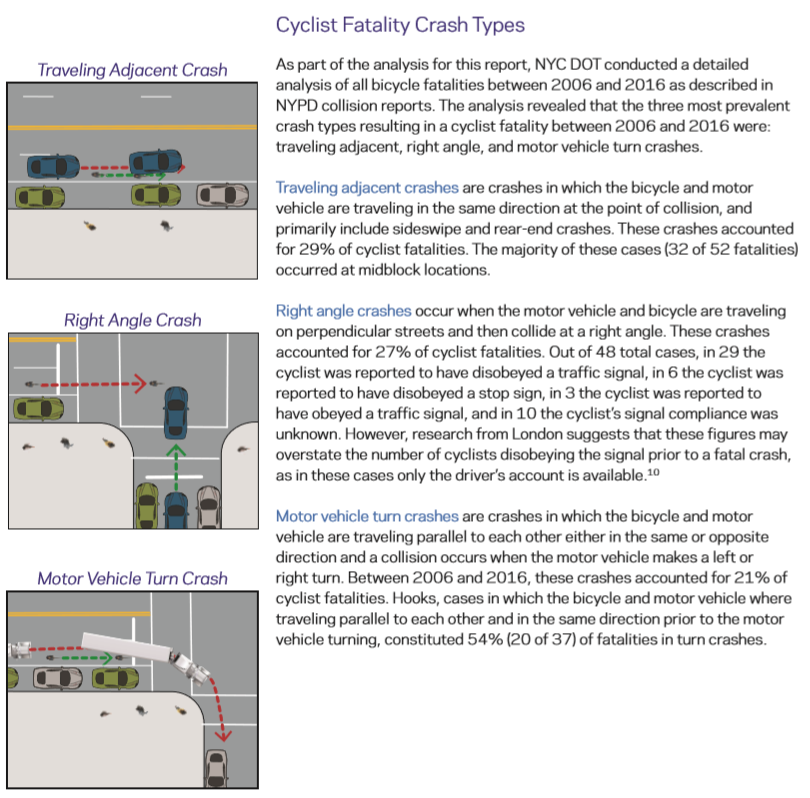 Cyclist Fatality Crash Types
As part of the analysis for this report, NYC DOT conducted a detailed
analysis of all bicycle fatalities between 2006 and 2016 as described in
NYPD collision reports. The analysis revealed that the three most prevalent
crash types resulting in a cyclist fatality between 2006 and 2016 were:
traveling adjacent, right angle, and motor vehicle turn crashes.
Traveling Adjacent Crash
Traveling adjacent crashes are crashes in which the bicycle and motor
vehicle are traveling in the same direction at the point of collision, and
primarily include sideswipe and rear-end crashes. These crashes accounted
for 29% of cyclist fatalities. The majority of these cases (32 of 52 fatalities)
occurred at midblock locations.
Right Angle Crash
Right angle crashes occur when the motor vehicle and bicycle are traveling
on perpendicular streets and then collide at a right angle. These crashes
accounted for 27% of cyclist fatalities. Out of 48 total cases, in 29 the
cyclist was reported to have disobeyed a traffic signal, in 6 the cyclist was
reported to have disobeyed a stop sign, in 3 the cyclist was reported to
have obeyed a traffic signal, and in 10 the cyclist's signal compliance was
unknown. However, research from London suggests that these figures may
overstate the number of cyclists disobeying the signal prior to a fatal crash,
as in these cases only the driver's account is available.¹⁰
Motor Vehicle Turn Crash
Motor vehicle turn crashes are crashes in which the bicycle and motor
vehicle are traveling parallel to each other either in the same or opposite
direction and a collision occurs when the motor vehicle makes a left or
right turn. Between 2006 and 2016, these crashes accounted for 21% of
cyclist fatalities. Hooks, cases in which the bicycle and motor vehicle where
traveling parallel to each other and in the same direction prior to the motor
vehicle turning, constituted 54% (20 of 37) of fatalities in turn crashes.